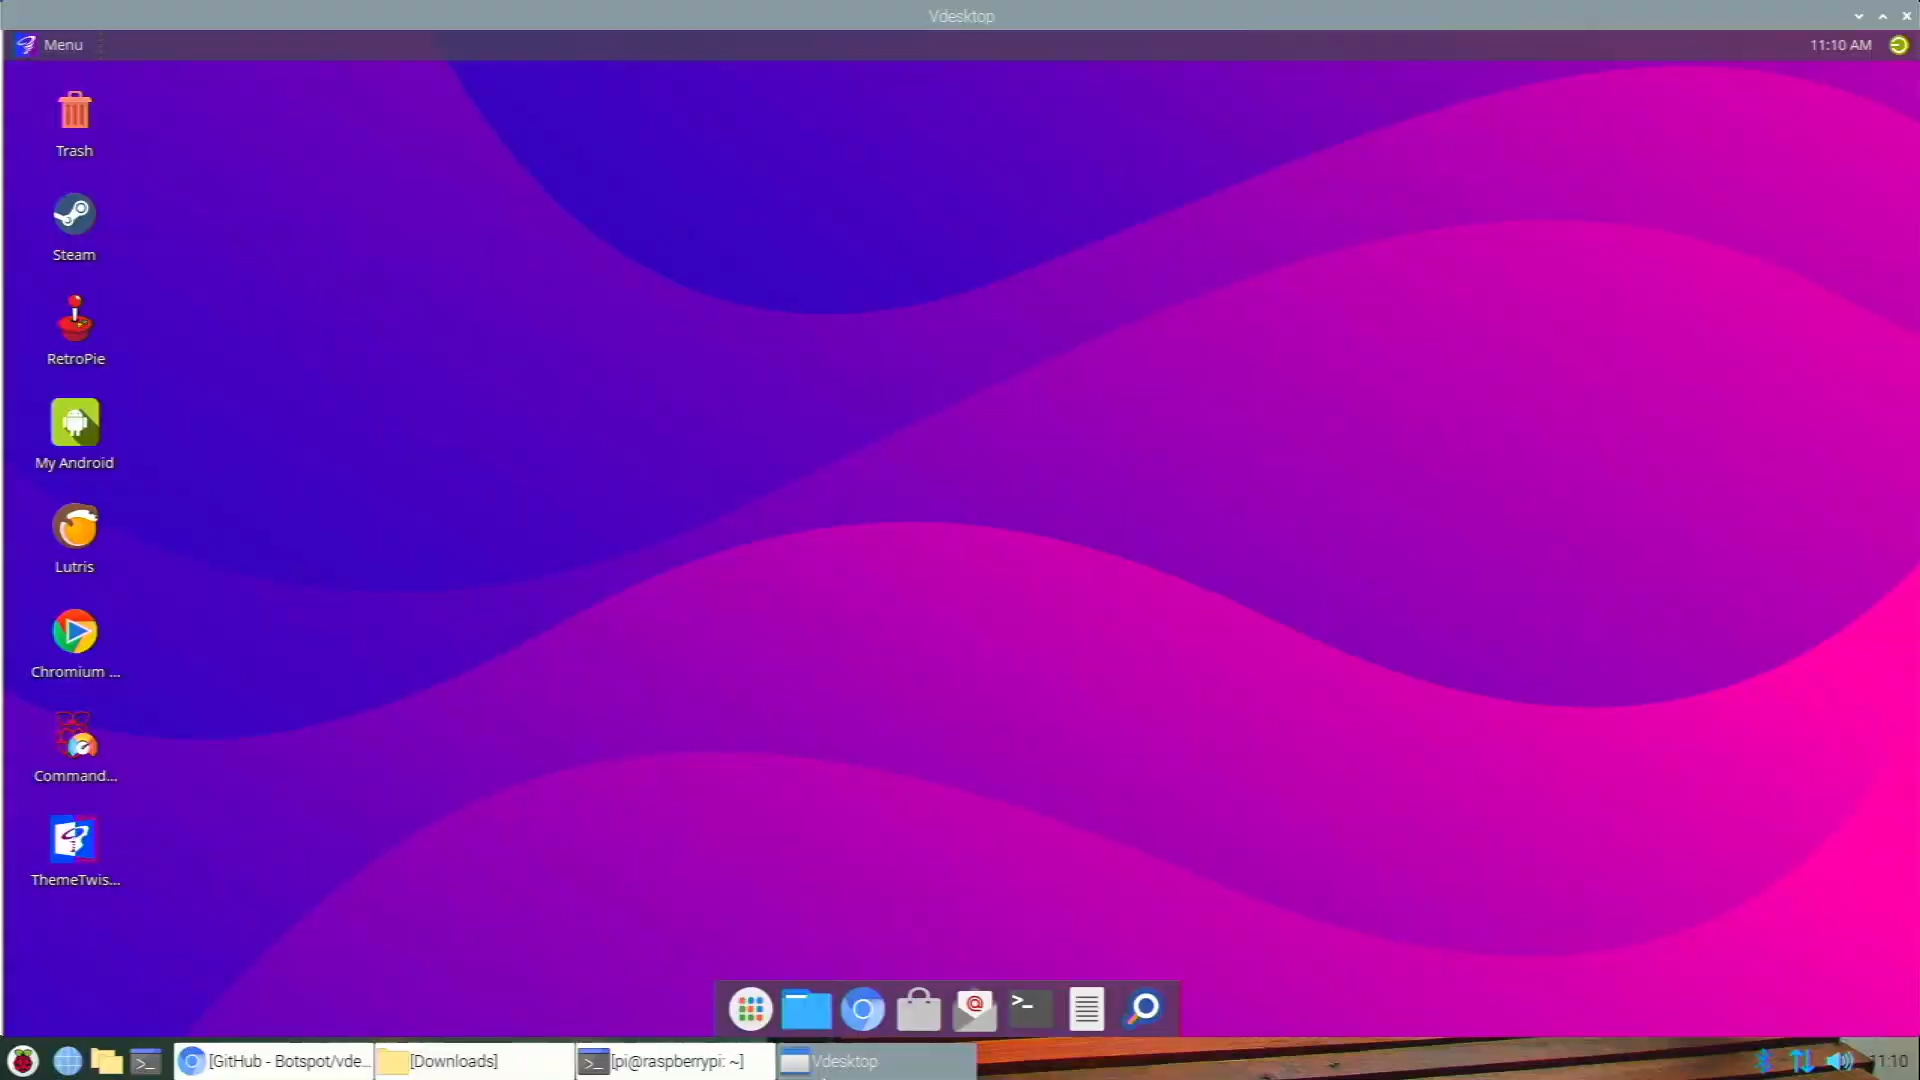 Vdesktop
Menu
11:10 AM
Trash
Steam
RetroPie
My Android
Lutris
Chromium ...
Command...
ThemeTwis...
[GitHub - Botspot/vde...
[Downloads]
[pi@raspberrypi: ~]
Vdesktop
11:10